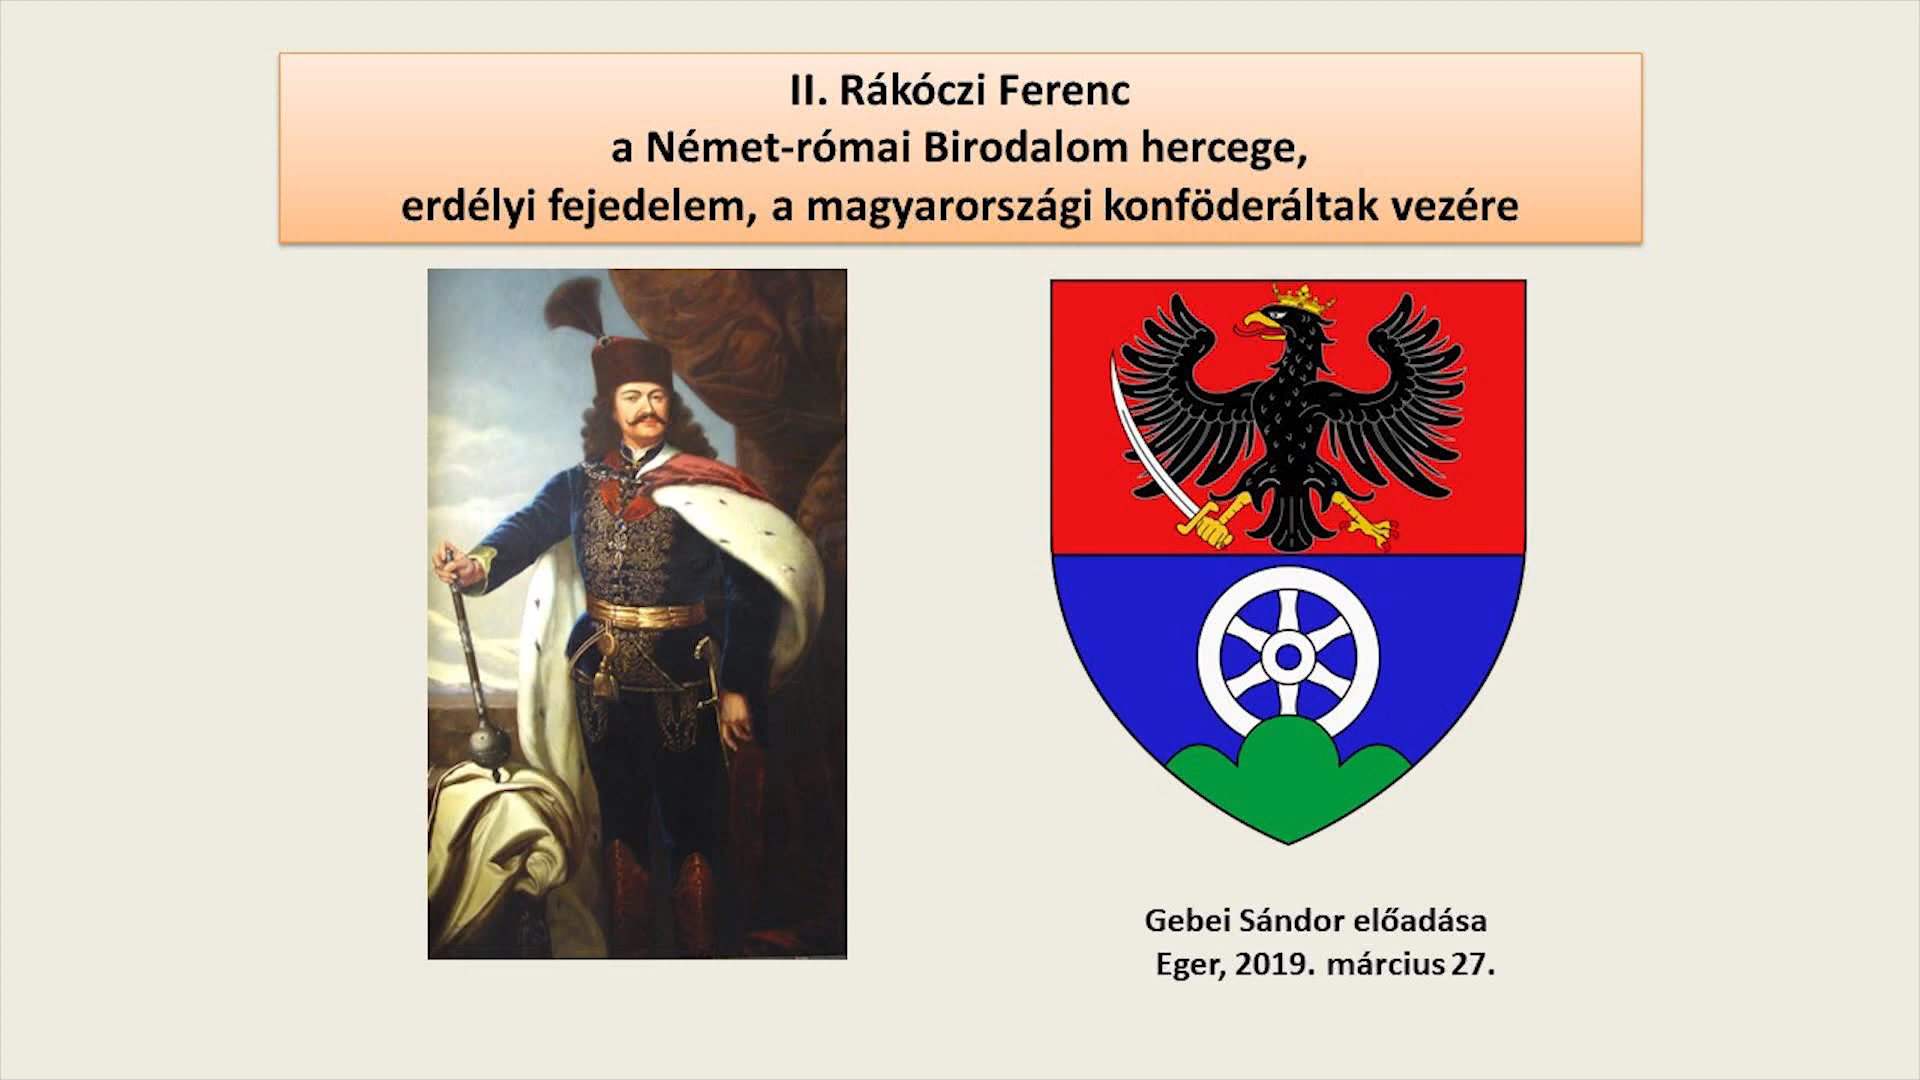 II. Rákóczi Ferenc
a Német-római Birodalom hercege,
erdélyi fejedelem, a magyarországi konföderáltak vezére
Gebei Sándor előadása
Eger, 2019. március 27.